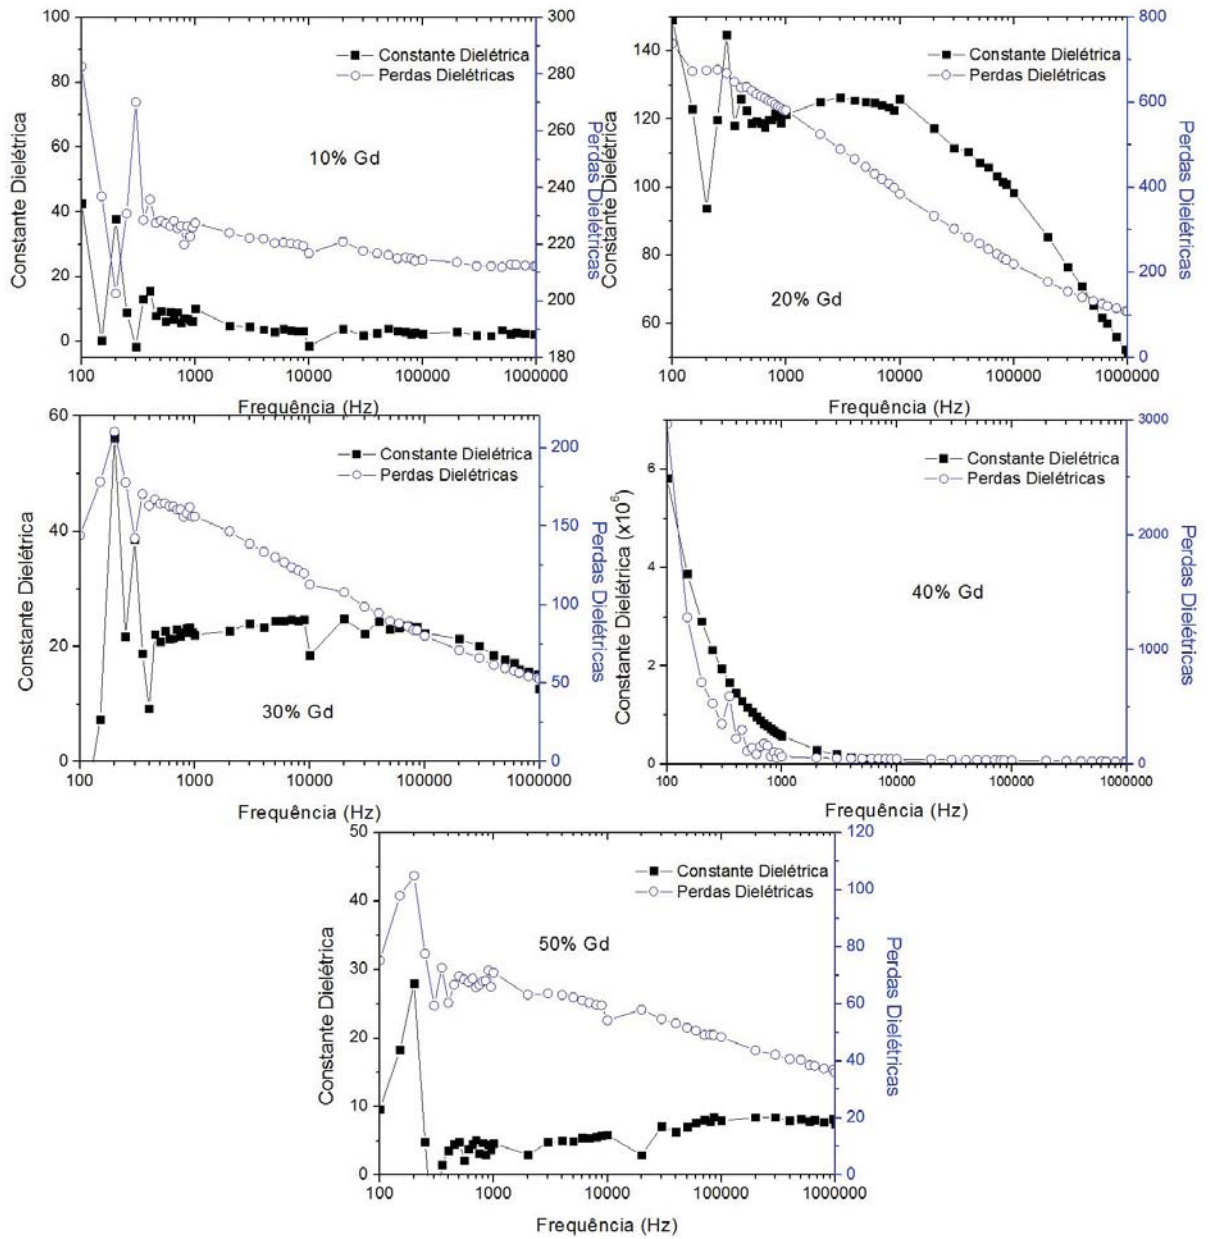 100
80
60
40
20
0
Constante Dielétrica
300
280
260
240
220
200
180
Perdas Dielétricas
Constante Dielétrica
Perdas Dielétricas
10% Gd
100
1000
10000
100000
1000000
Frequência (Hz)
140
120
100
80
60
Constante Dielétrica
800
600
400
200
0
Perdas Dielétricas
Constante Dielétrica
Perdas Dielétricas
20% Gd
100
1000
10000
100000
1000000
Frequência (Hz)
60
40
20
0
Constante Dielétrica
200
150
100
50
0
Perdas Dielétricas
Constante Dielétrica
Perdas Dielétricas
30% Gd
100
1000
10000
100000
1000000
Frequência (Hz)
6
4
2
0
Constante Dielétrica (x10⁶)
3000
2000
1000
0
Perdas Dielétricas
Constante Dielétrica
Perdas Dielétricas
40% Gd
100
1000
10000
100000
1000000
Frequência (Hz)
50
40
30
20
10
0
Constante Dielétrica
120
100
80
60
40
20
0
Perdas Dielétricas
Constante Dielétrica
Perdas Dielétricas
50% Gd
100
1000
10000
100000
1000000
Frequência (Hz)